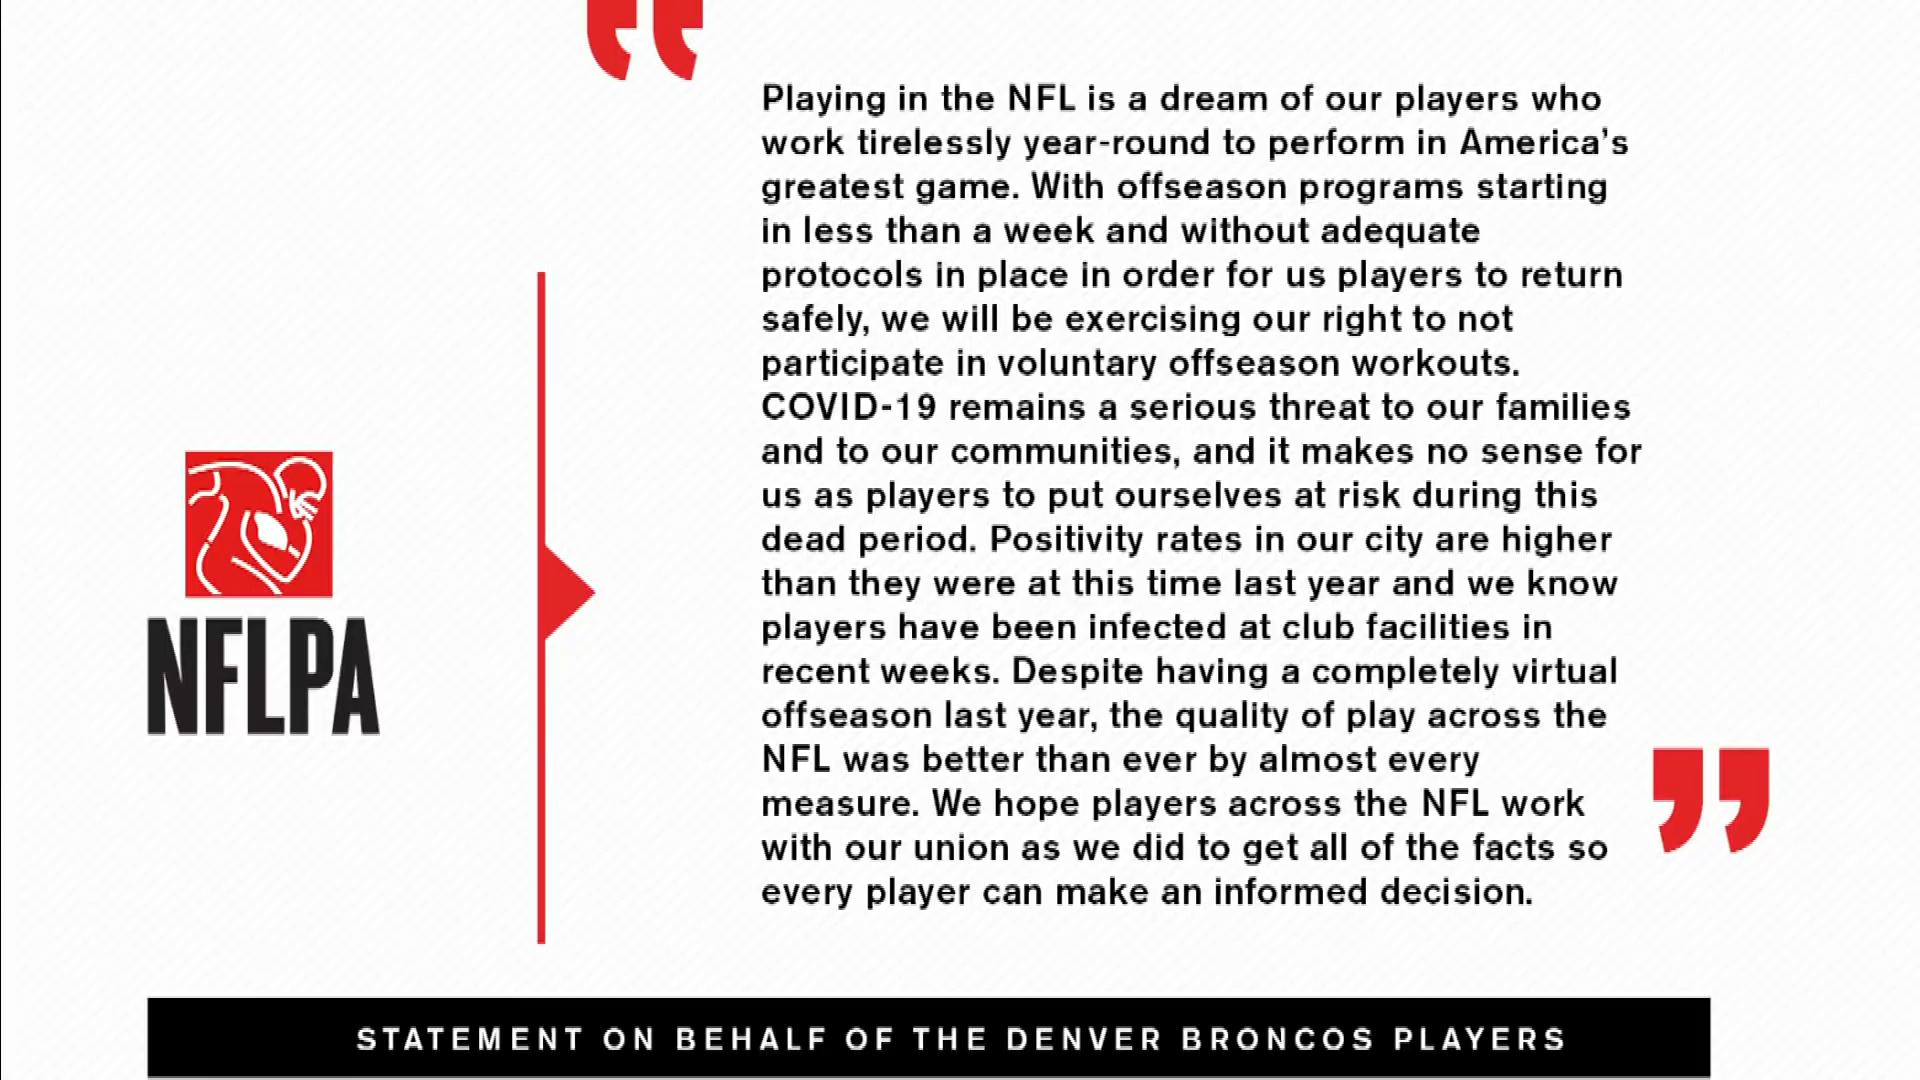 Playing in the NFL is a dream of our players who
work tirelessly year-round to perform in America’s
greatest game. With offseason programs starting
in less than a week and without adequate
protocols in place in order for us players to return
safely, we will be exercising our right to not
participate in voluntary offseason workouts.
COVID-19 remains a serious threat to our families
and to our communities, and it makes no sense for
us as players to put ourselves at risk during this
dead period. Positivity rates in our city are higher
than they were at this time last year and we know
players have been infected at club facilities in
recent weeks. Despite having a completely virtual
offseason last year, the quality of play across the
NFL was better than ever by almost every
measure. We hope players across the NFL work
with our union as we did to get all of the facts so
every player can make an informed decision.
NFLPA
STATEMENT ON BEHALF OF THE DENVER BRONCOS PLAYERS